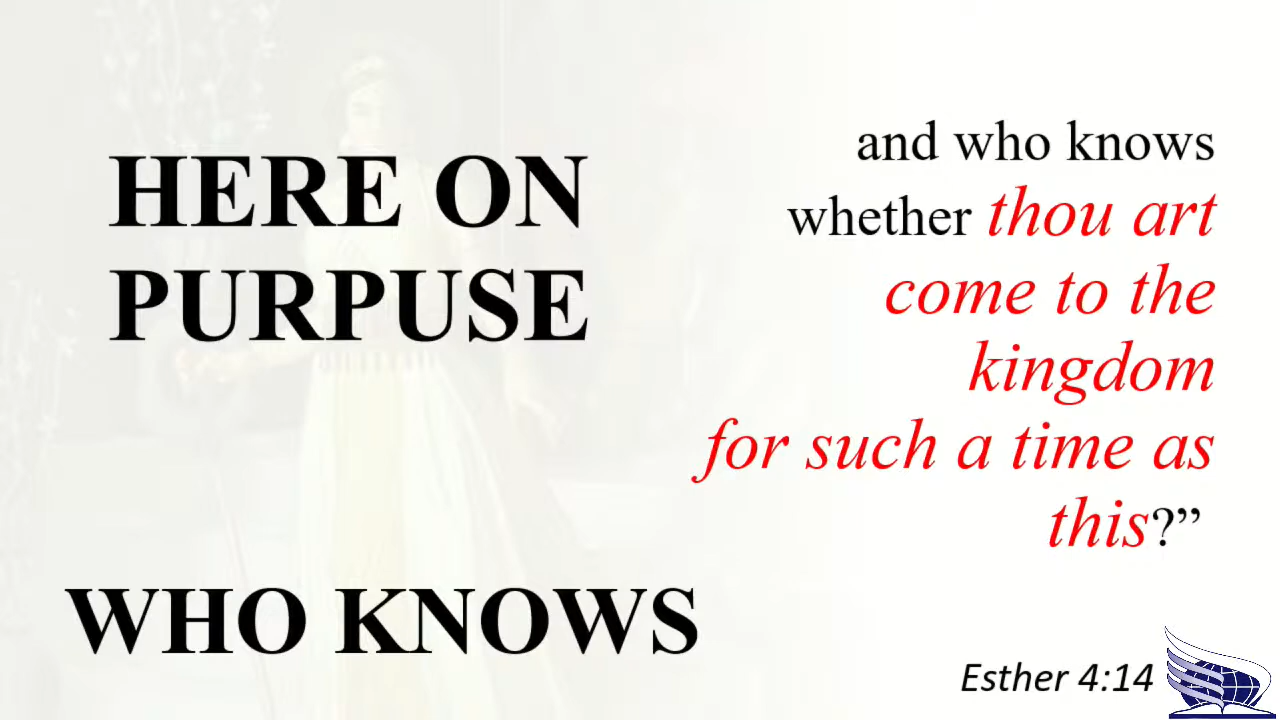 HERE ON
PURPUSE
WHO KNOWS
and who knows
whether thou art
come to the
kingdom
for such a time as
this?”
Esther 4:14